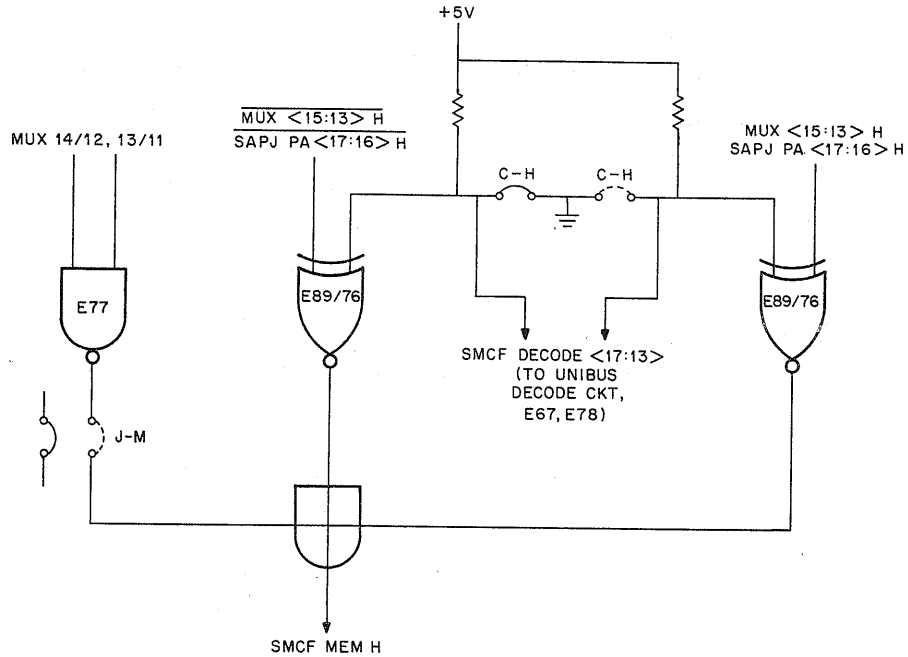 +5V
MUX 14/12, 13/11
MUX <15:13> H
SAPJ PA <17:16> H
MUX <15:13> H
SAPJ PA <17:16> H
C-H
C-H
E77
E89/76
E89/76
SMCF DECODE <17:13>
(TO UNIBUS
DECODE CKT,
E67, E78)
J-M
SMCF MEM H